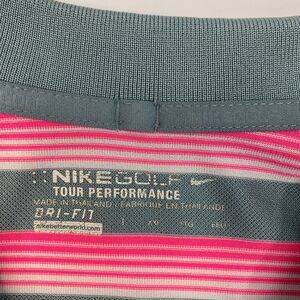 NIKEGOLF
TOUR PERFORMANCE
MADE IN THAILAND / FABRIQUÉ EN THAÏLANDE
DRI-FIT
nikebetterworld.com